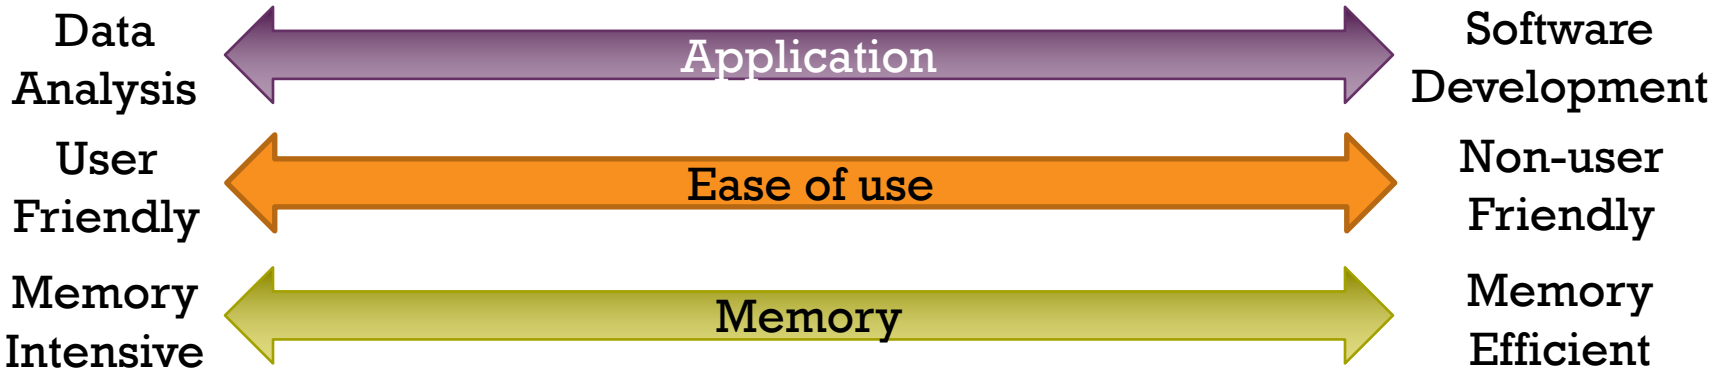 Data
Analysis
Application
Software
Development
User
Friendly
Ease of use
Non-user
Friendly
Memory
Intensive
Memory
Memory
Efficient